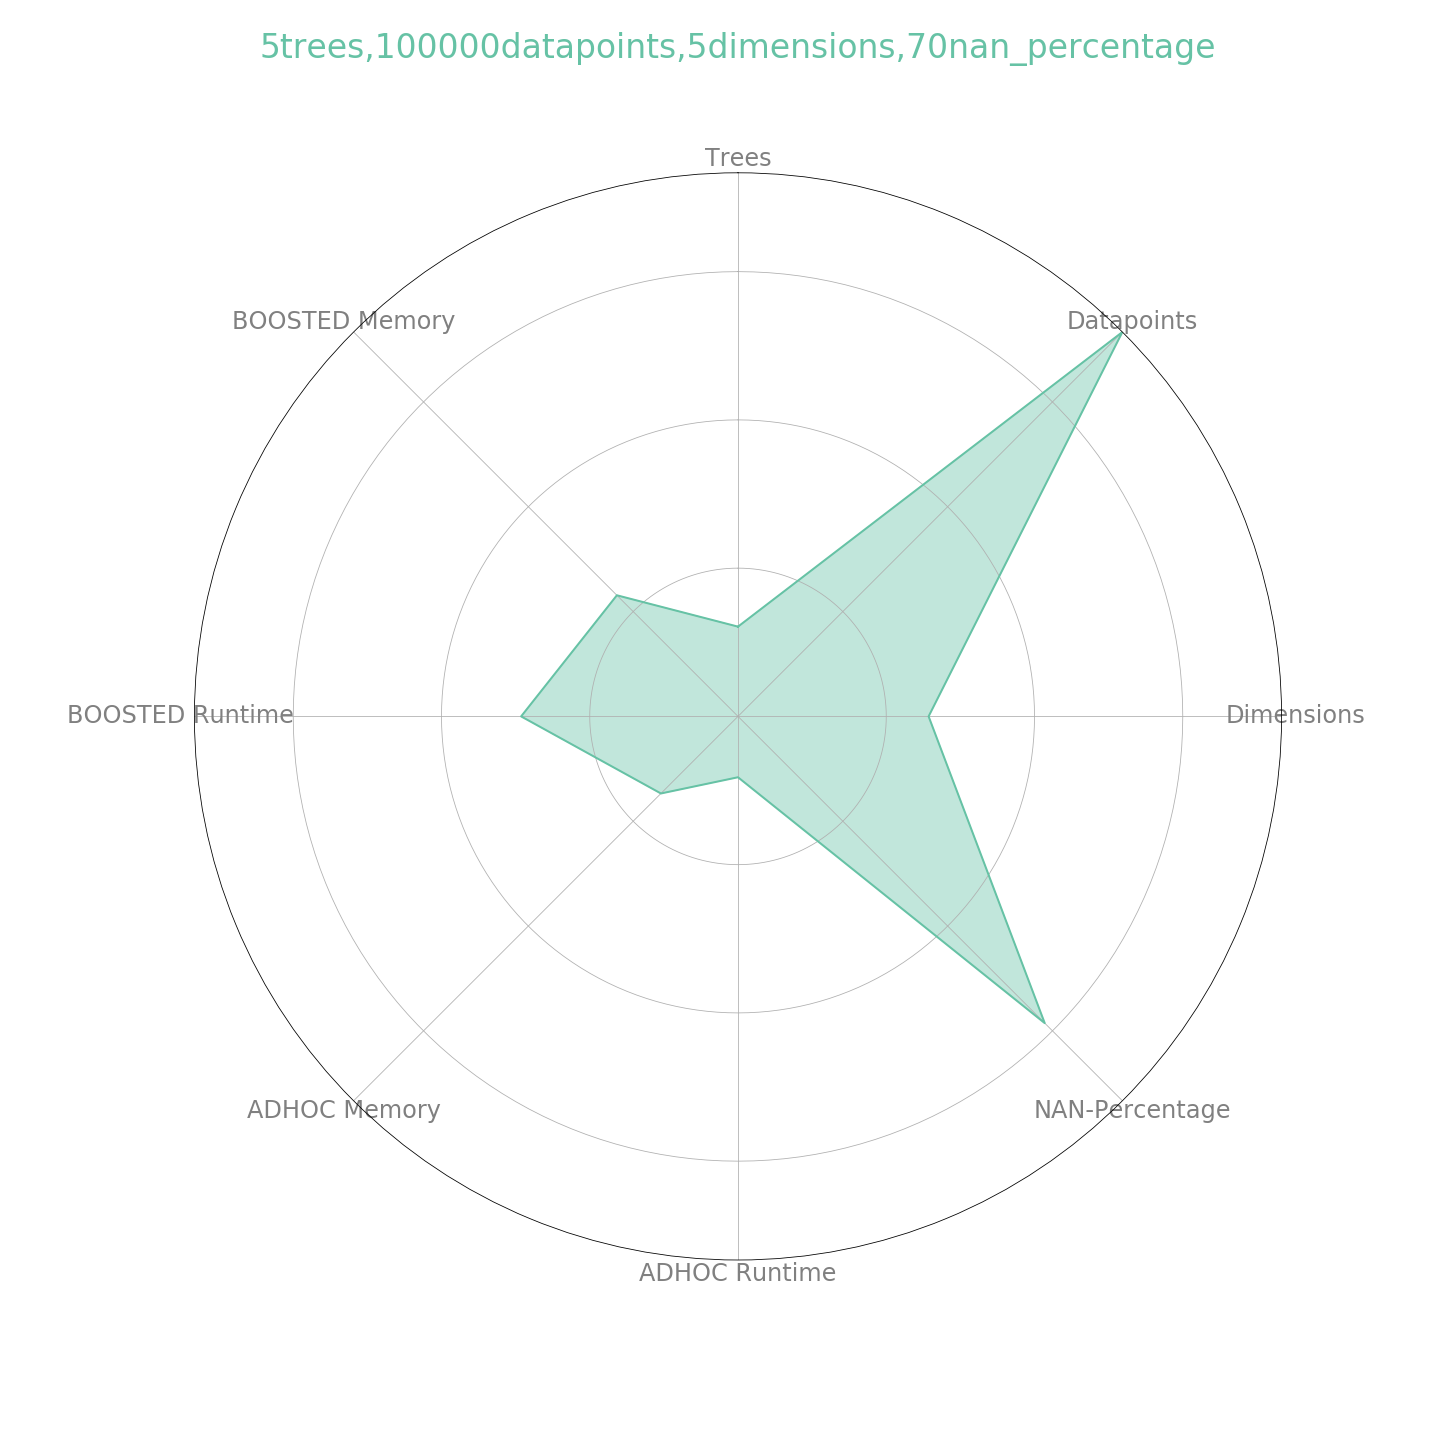 5trees,100000datapoints,5dimensions,70nan_percentage
Trees
BOOSTED Memory
Datapoints
BOOSTED Runtime
Dimensions
ADHOC Memory
NAN-Percentage
ADHOC Runtime